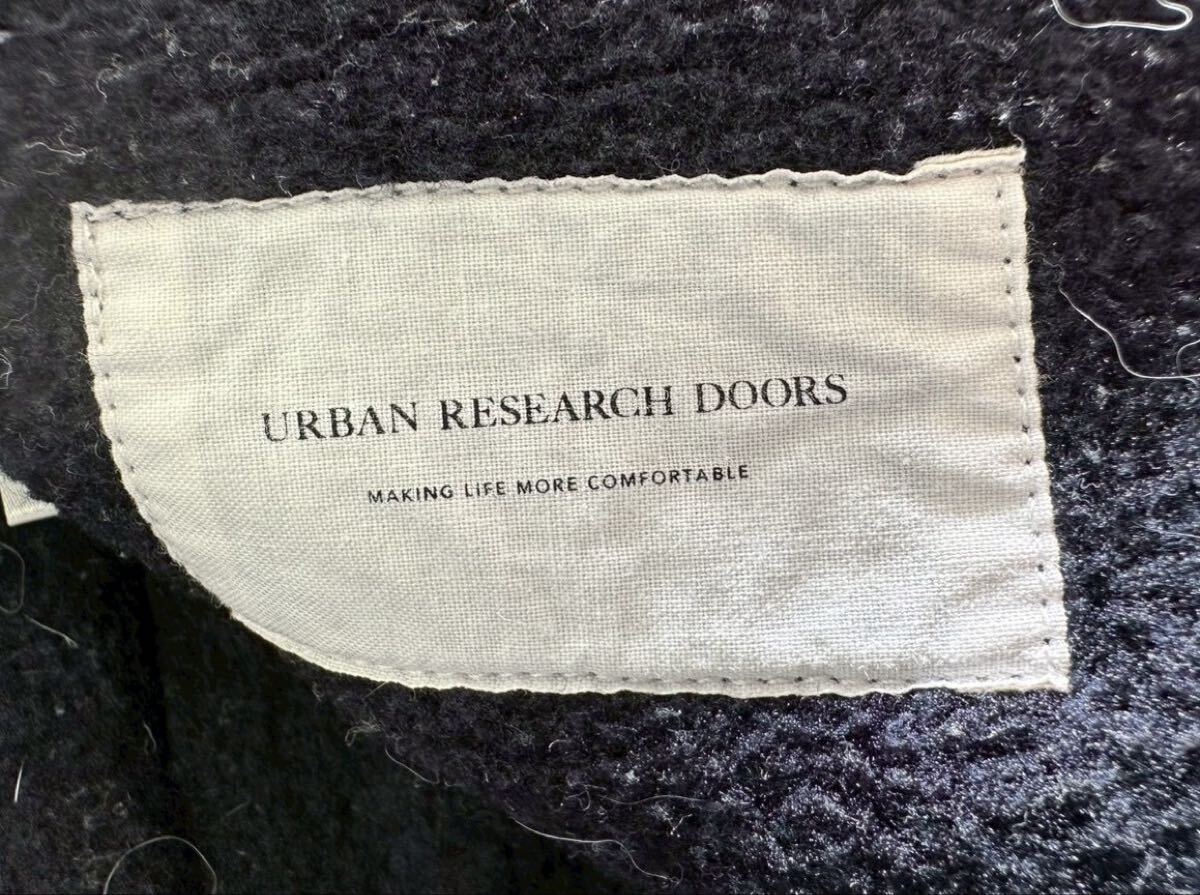 URBAN RESEARCH DOORS
MAKING LIFE MORE COMFORTABLE